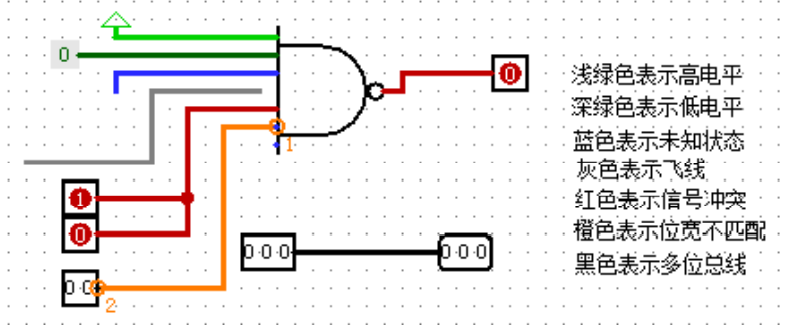 0
0
浅绿色表示高电平
深绿色表示低电平
1
蓝色表示未知状态
灰色表示飞线
1
红色表示信号冲突
0
橙色表示位宽不匹配
0 0 0
0 0 0
黑色表示多位总线
0 0
2